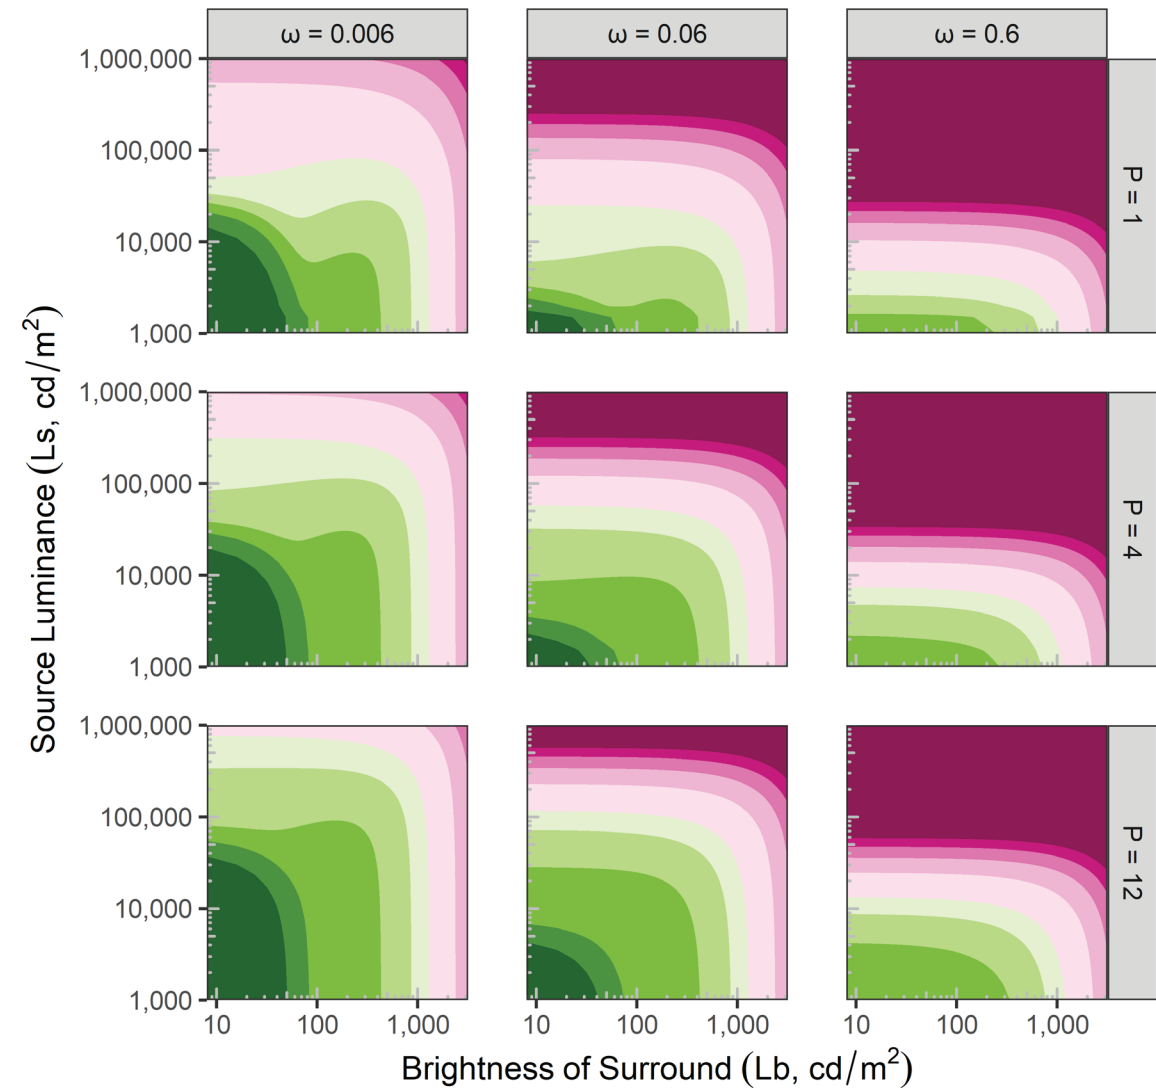 ω = 0.006
ω = 0.06
ω = 0.6
1,000,000
100,000
10,000
1,000
P = 1
1,000,000
100,000
10,000
1,000
P = 4
1,000,000
100,000
10,000
1,000
P = 12
10 100 1,000
10 100 1,000
10 100 1,000
Source Luminance (Ls, cd/m²)
Brightness of Surround (Lb, cd/m²)